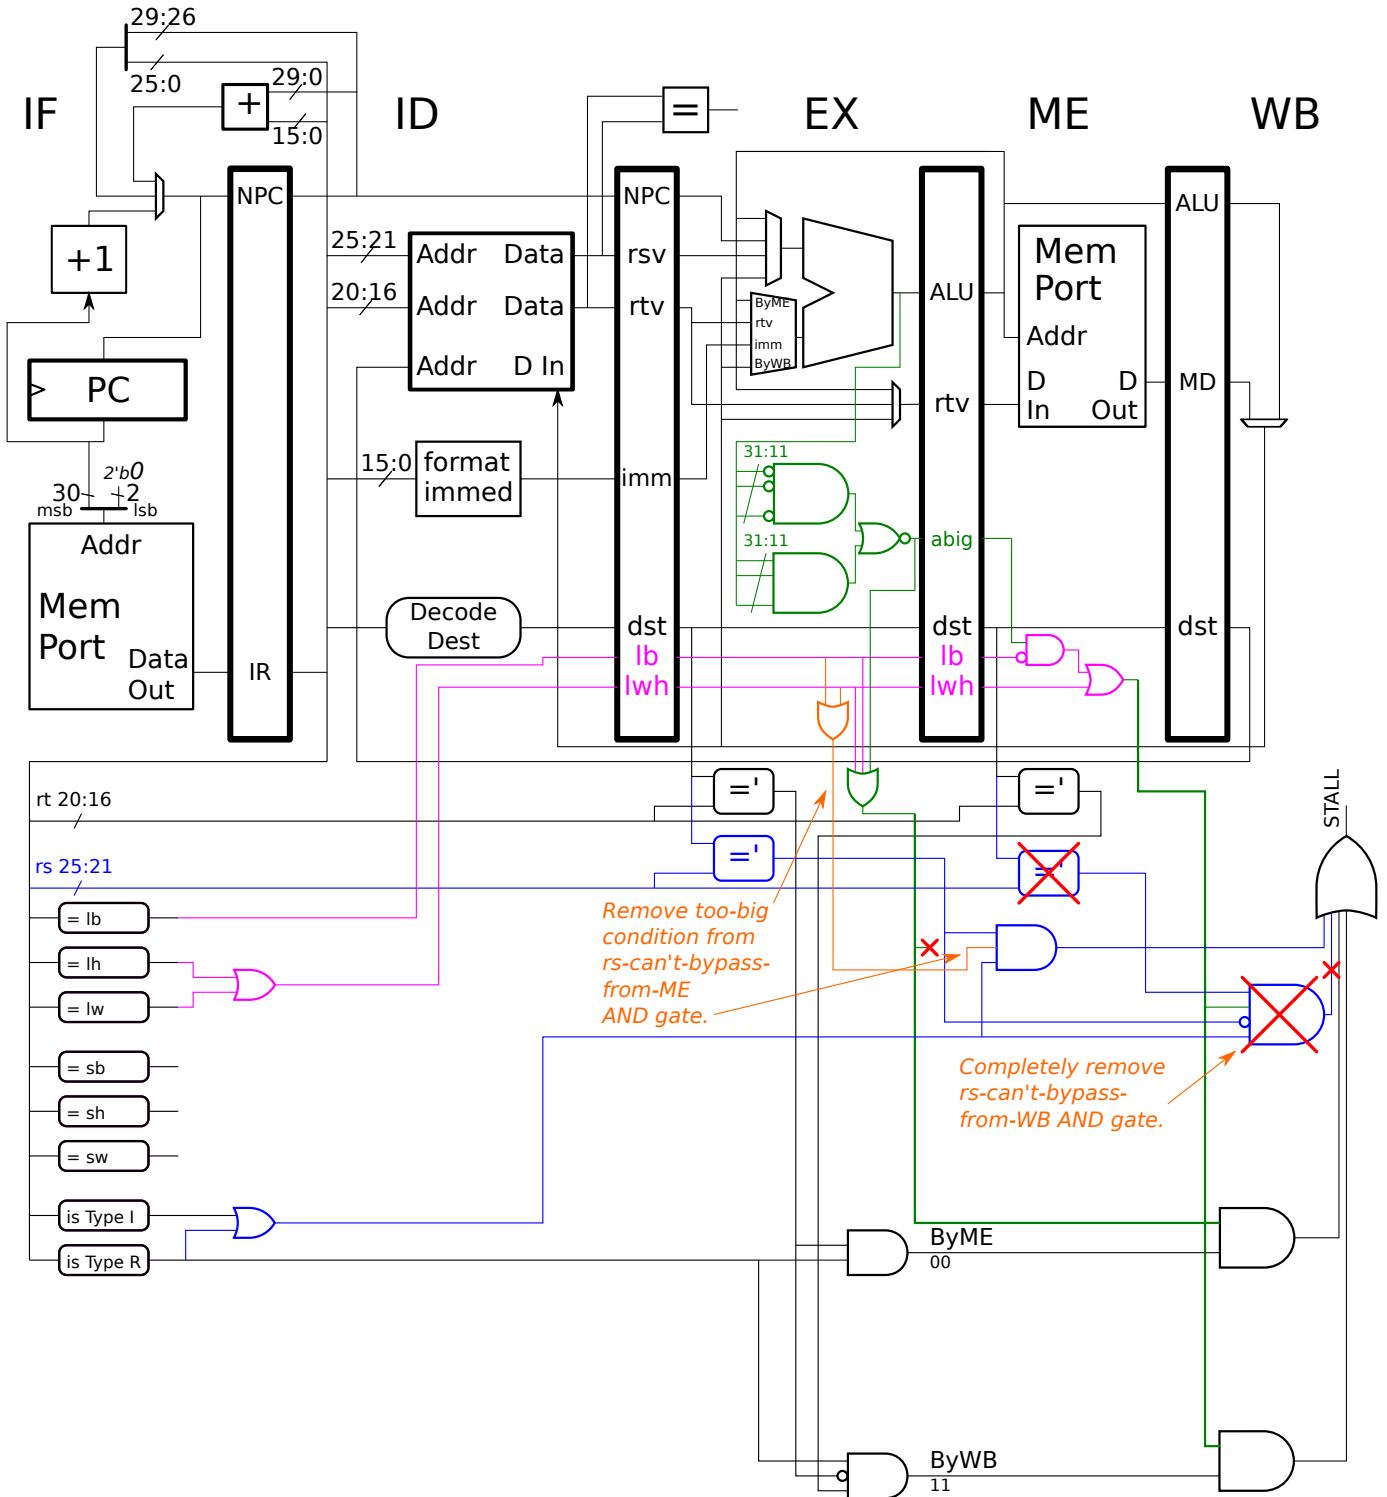 29:26
25:0
29:0
15:0
IF
ID
EX
ME
WB
+
=
NPC
NPC
ALU
+1
25:21
Addr
Data
rsv
20:16
Addr
Data
rtv
Addr
D In
ByME
rtv
imm
ByWB
ALU
Mem
Port
Addr
D
In
D
Out
MD
PC
rtv
2'b0
30
2
msb
lsb
15:0
format
immed
imm
31:11
31:11
abig
Addr
Mem
Port
Data
Out
IR
Decode
Dest
dst
lb
lwh
dst
lb
lwh
dst
rt 20:16
='
='
rs 25:21
='
='
STALL
= lb
= lh
= lw
= sb
= sh
= sw
is Type I
is Type R
Remove too-big
condition from
rs-can't-bypass-
from-ME
AND gate.
Completely remove
rs-can't-bypass-
from-WB AND gate.
ByME
00
ByWB
11